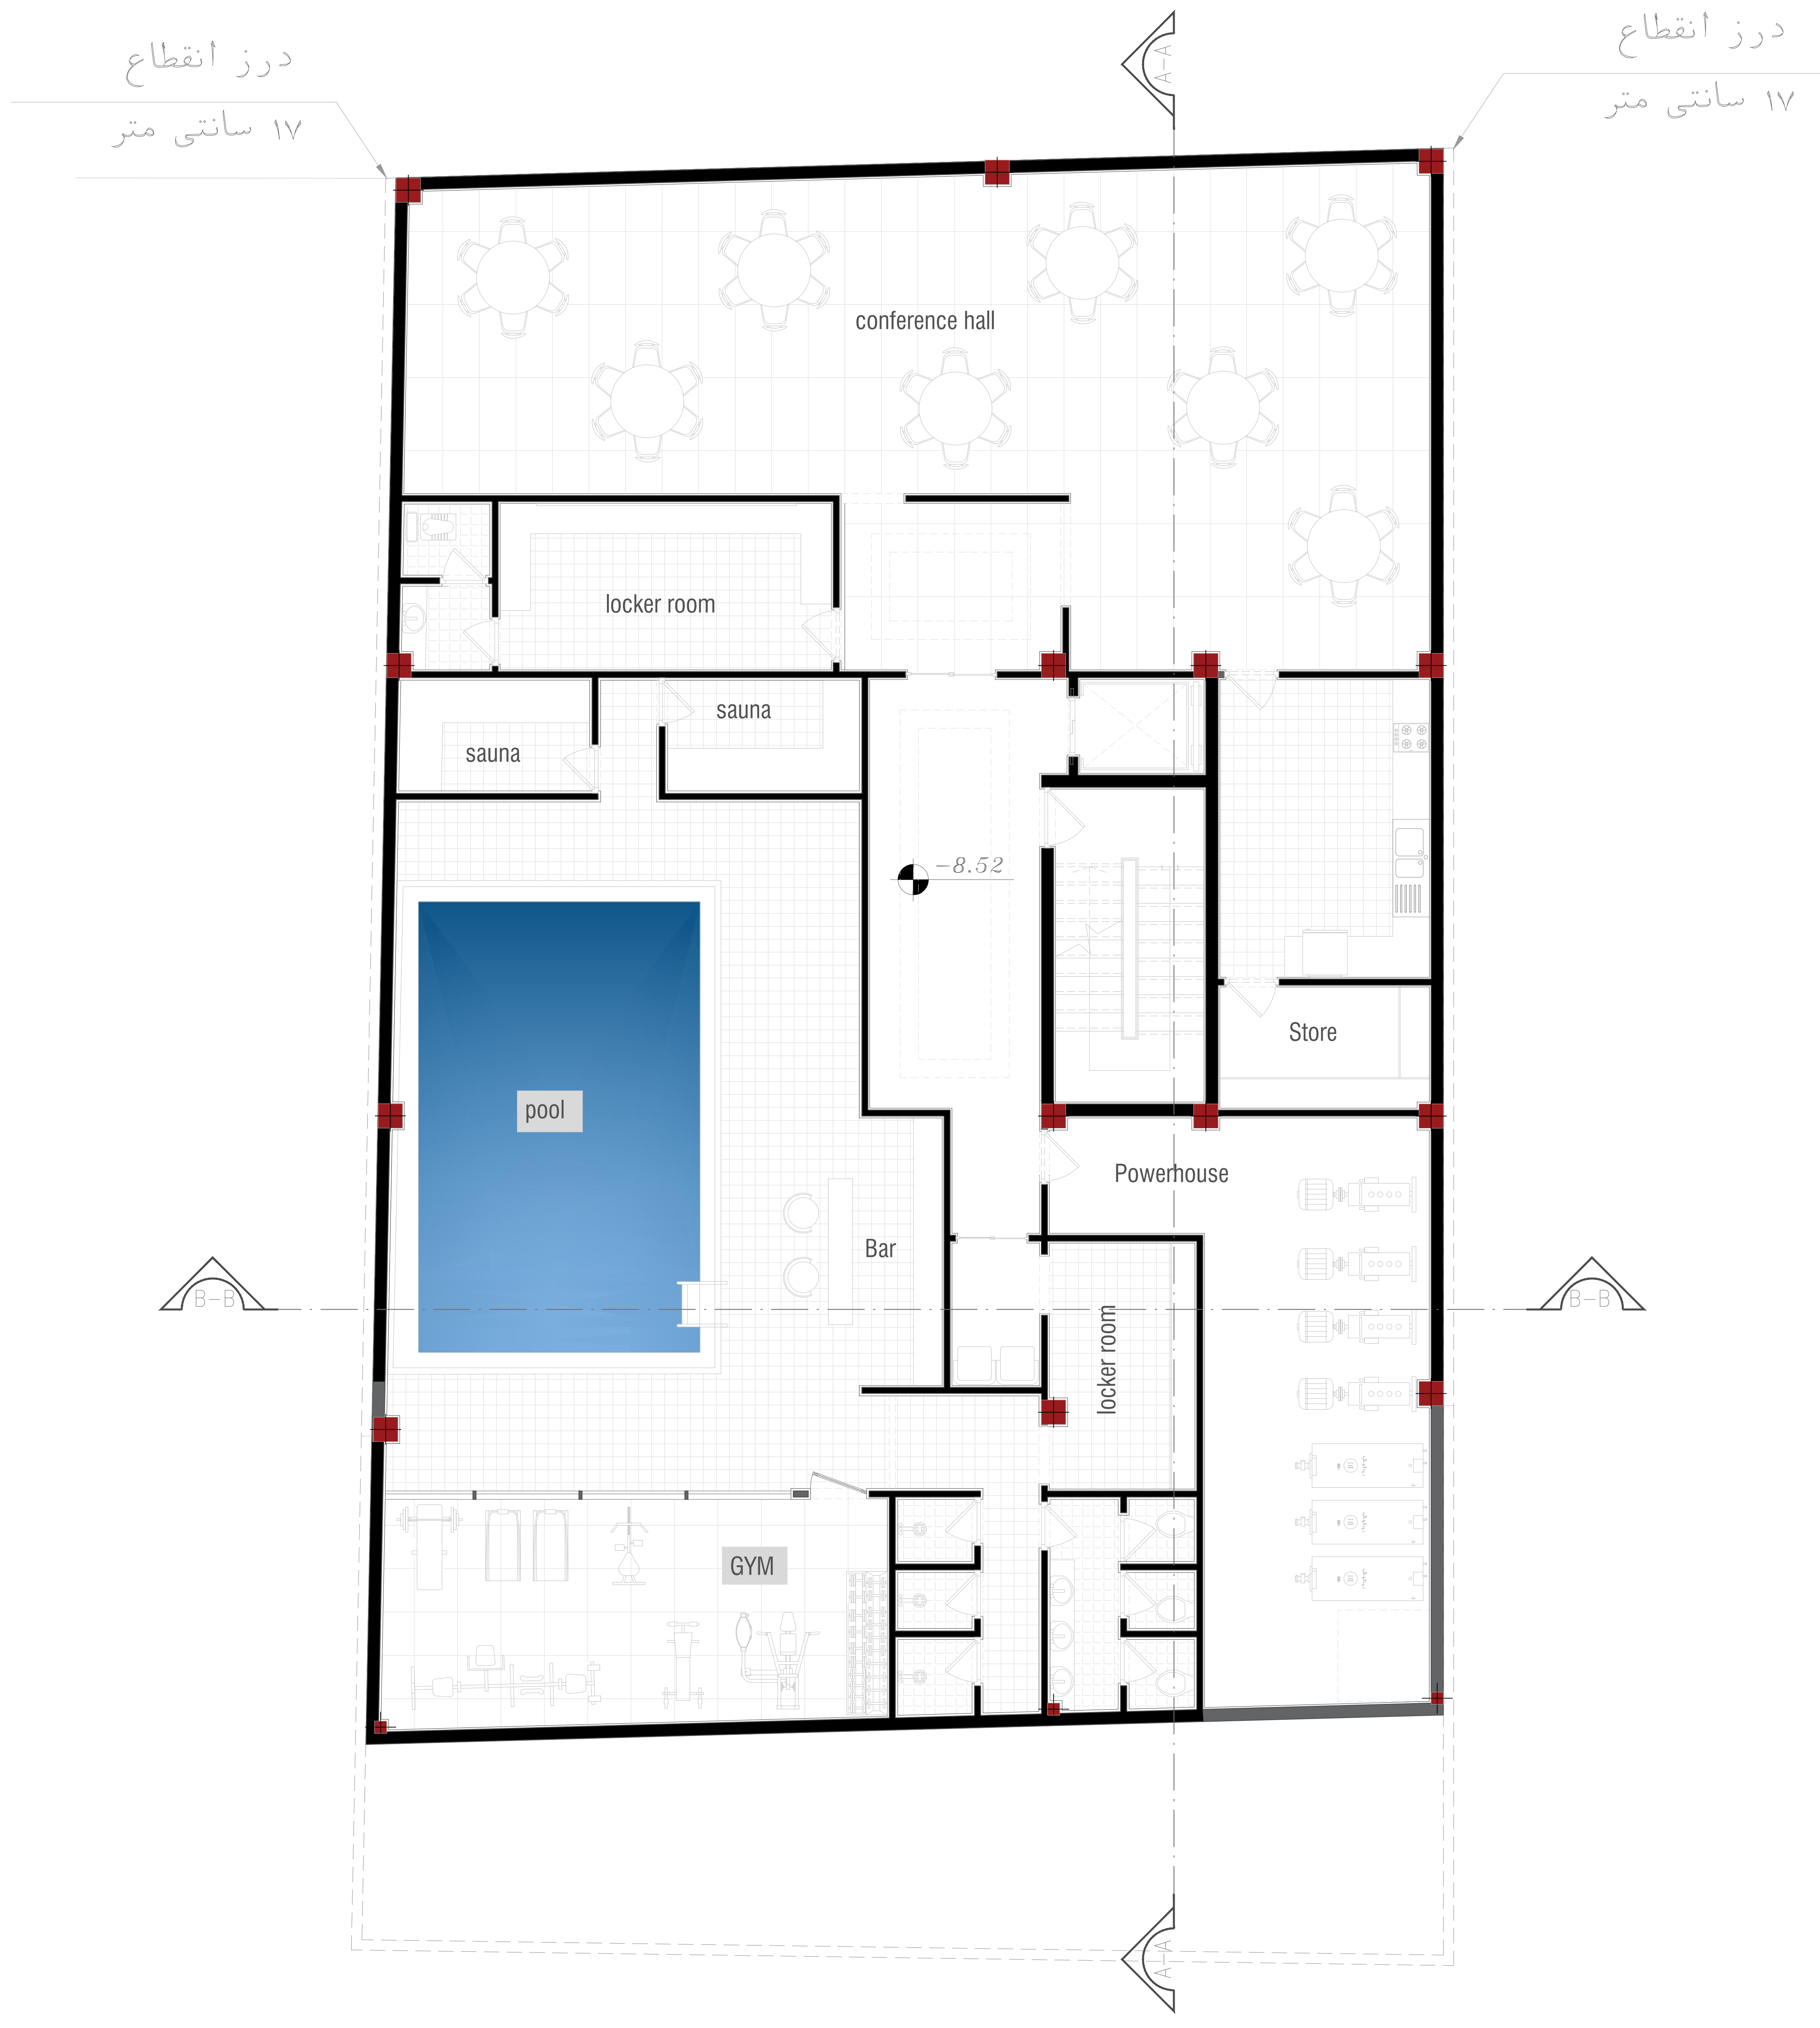 درز انقطاع
۱۷ سانتی متر
درز انقطاع
۱۷ سانتی متر
A-A
conference hall
locker room
sauna
sauna
-8.52
Store
pool
Powerhouse
Bar
B-B
B-B
locker room
GYM
A-A